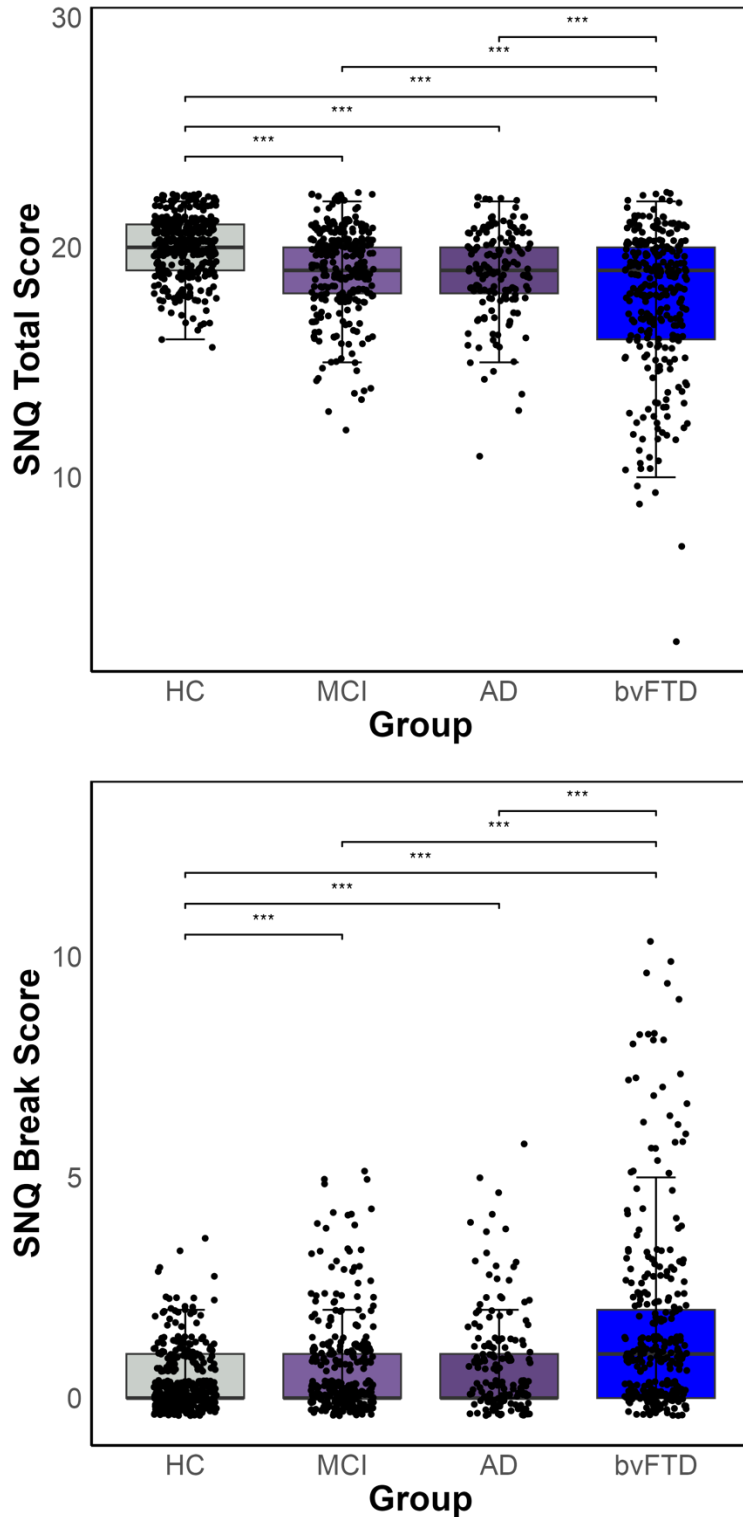 30
***
***
***
***
***
20
10
SNQ Total Score
HC MCI AD bvFTD
Group
***
***
***
***
***
10
5
0
SNQ Break Score
HC MCI AD bvFTD
Group